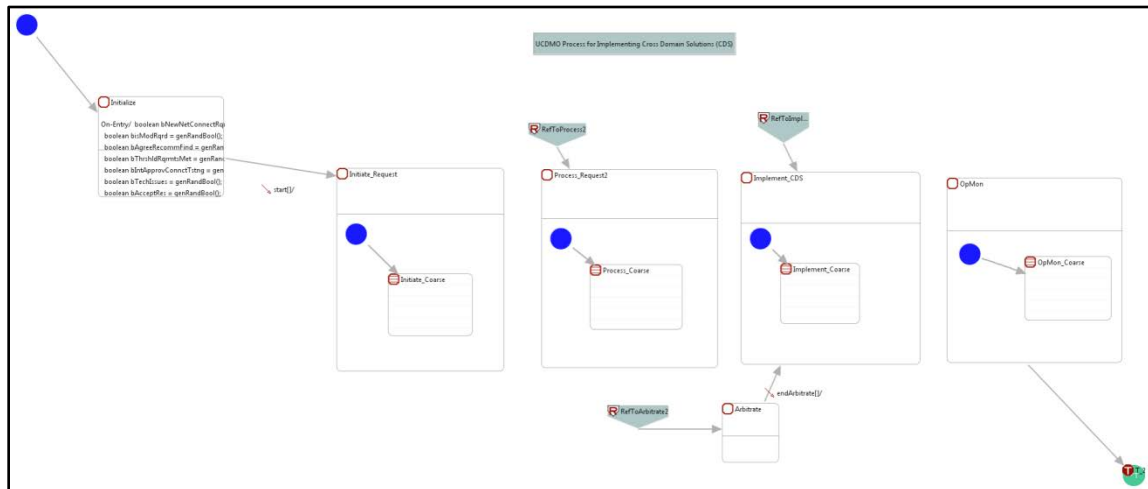 UCDMO Process for Implementing Cross Domain Solutions (CDS)
Initialize
On-Entry/ boolean bNewNetConnectRq
boolean bisModRqrd = genRandBool();
boolean bAgreeRecommFind = genRan
boolean bThrshldRqrmtsMet = genRand
boolean bIntApprovConnctTstng = gen
boolean bTechIssues = genRandBool();
boolean bAcceptRes = genRandBool();
start[]/
RefToProcess2
RefToImpl...
Initiate_Request
Process_Request2
Implement_CDS
OpMon
Initiate_Coarse
Process_Coarse
Implement_Coarse
OpMon_Coarse
endArbitrate[]/
RefToArbitrate2
Arbitrate